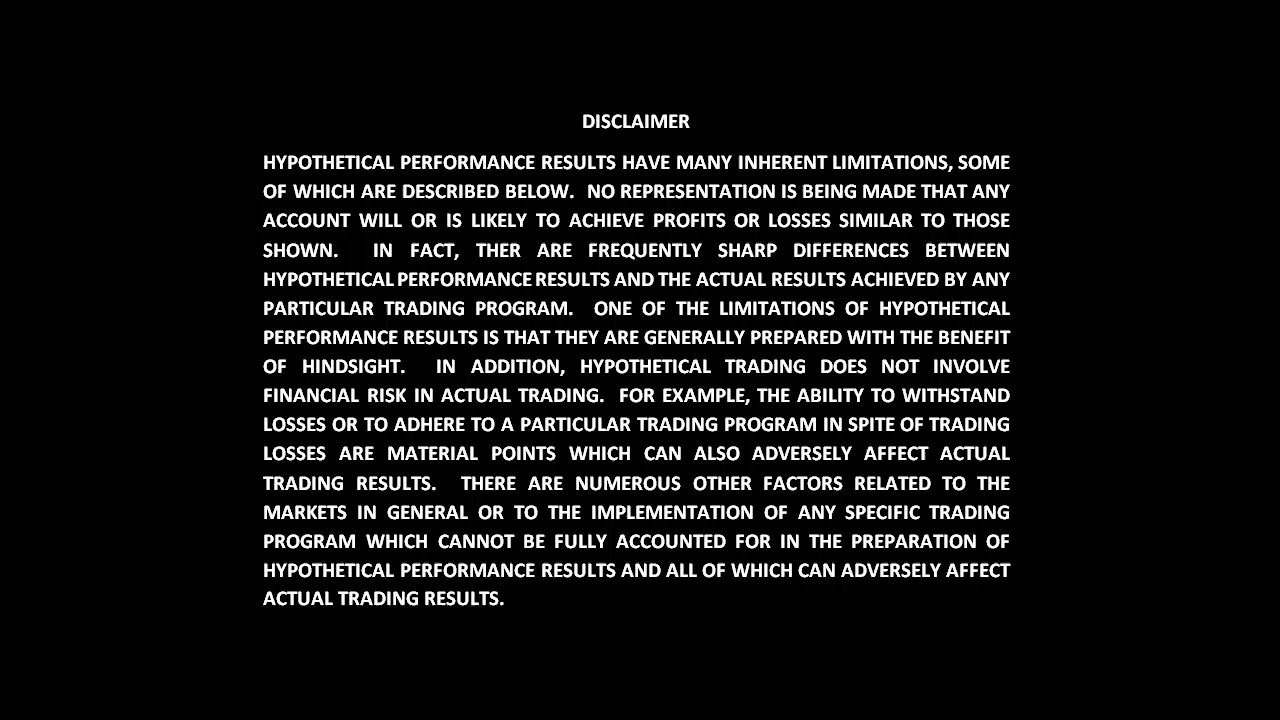 DISCLAIMER
HYPOTHETICAL PERFORMANCE RESULTS HAVE MANY INHERENT LIMITATIONS, SOME
OF WHICH ARE DESCRIBED BELOW.  NO REPRESENTATION IS BEING MADE THAT ANY
ACCOUNT WILL OR IS LIKELY TO ACHIEVE PROFITS OR LOSSES SIMILAR TO THOSE
SHOWN.  IN FACT, THER ARE FREQUENTLY SHARP DIFFERENCES BETWEEN
HYPOTHETICAL PERFORMANCE RESULTS AND THE ACTUAL RESULTS ACHIEVED BY ANY
PARTICULAR TRADING PROGRAM.  ONE OF THE LIMITATIONS OF HYPOTHETICAL
PERFORMANCE RESULTS IS THAT THEY ARE GENERALLY PREPARED WITH THE BENEFIT
OF HINDSIGHT.  IN ADDITION, HYPOTHETICAL TRADING DOES NOT INVOLVE
FINANCIAL RISK IN ACTUAL TRADING.  FOR EXAMPLE, THE ABILITY TO WITHSTAND
LOSSES OR TO ADHERE TO A PARTICULAR TRADING PROGRAM IN SPITE OF TRADING
LOSSES ARE MATERIAL POINTS WHICH CAN ALSO ADVERSELY AFFECT ACTUAL
TRADING RESULTS.  THERE ARE NUMEROUS OTHER FACTORS RELATED TO THE
MARKETS IN GENERAL OR TO THE IMPLEMENTATION OF ANY SPECIFIC TRADING
PROGRAM WHICH CANNOT BE FULLY ACCOUNTED FOR IN THE PREPARATION OF
HYPOTHETICAL PERFORMANCE RESULTS AND ALL OF WHICH CAN ADVERSELY AFFECT
ACTUAL TRADING RESULTS.